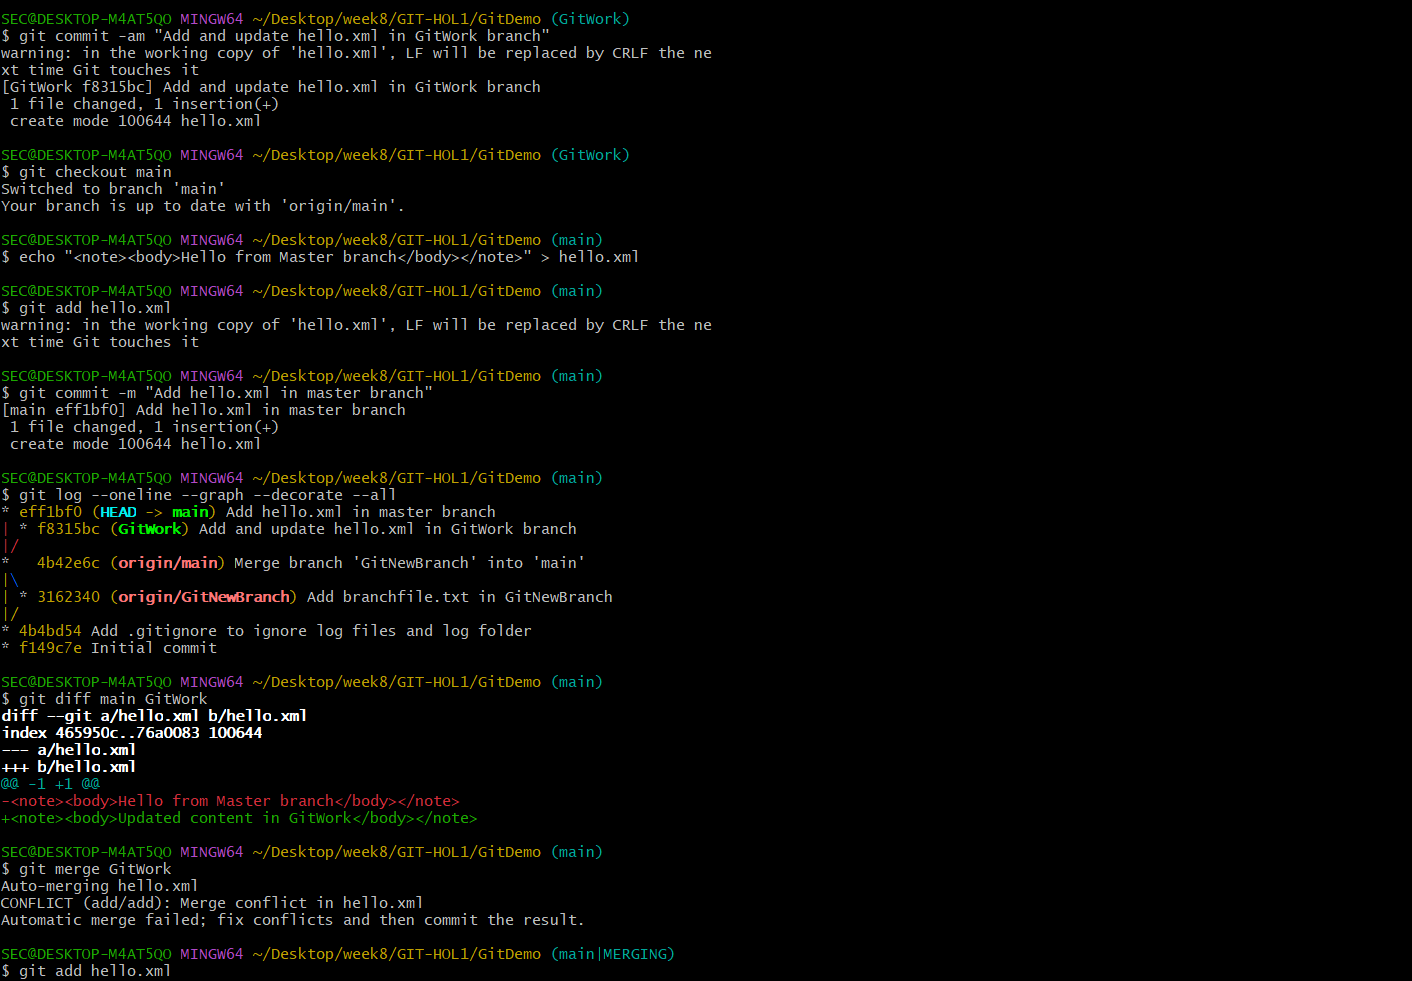 SEC@DESKTOP-M4AT5QO MINGW64 ~/Desktop/week8/GIT-HOL1/GitDemo (GitWork)
$ git commit -am "Add and update hello.xml in GitWork branch"
warning: in the working copy of 'hello.xml', LF will be replaced by CRLF the ne
xt time Git touches it
[GitWork f8315bc] Add and update hello.xml in GitWork branch
 1 file changed, 1 insertion(+)
 create mode 100644 hello.xml

SEC@DESKTOP-M4AT5QO MINGW64 ~/Desktop/week8/GIT-HOL1/GitDemo (GitWork)
$ git checkout main
Switched to branch 'main'
Your branch is up to date with 'origin/main'.

SEC@DESKTOP-M4AT5QO MINGW64 ~/Desktop/week8/GIT-HOL1/GitDemo (main)
$ echo "<note><body>Hello from Master branch</body></note>" > hello.xml

SEC@DESKTOP-M4AT5QO MINGW64 ~/Desktop/week8/GIT-HOL1/GitDemo (main)
$ git add hello.xml
warning: in the working copy of 'hello.xml', LF will be replaced by CRLF the ne
xt time Git touches it

SEC@DESKTOP-M4AT5QO MINGW64 ~/Desktop/week8/GIT-HOL1/GitDemo (main)
$ git commit -m "Add hello.xml in master branch"
[main eff1bf0] Add hello.xml in master branch
 1 file changed, 1 insertion(+)
 create mode 100644 hello.xml

SEC@DESKTOP-M4AT5QO MINGW64 ~/Desktop/week8/GIT-HOL1/GitDemo (main)
$ git log --oneline --graph --decorate --all
* eff1bf0 (HEAD -> main) Add hello.xml in master branch
| * f8315bc (GitWork) Add and update hello.xml in GitWork branch
|/
*   4b42e6c (origin/main) Merge branch 'GitNewBranch' into 'main'
|\
| * 3162340 (origin/GitNewBranch) Add branchfile.txt in GitNewBranch
|/
* 4b4bd54 Add .gitignore to ignore log files and log folder
* f149c7e Initial commit

SEC@DESKTOP-M4AT5QO MINGW64 ~/Desktop/week8/GIT-HOL1/GitDemo (main)
$ git diff main GitWork
diff --git a/hello.xml b/hello.xml
index 465950c..76a0083 100644
--- a/hello.xml
+++ b/hello.xml
@@ -1 +1 @@
-<note><body>Hello from Master branch</body></note>
+<note><body>Updated content in GitWork</body></note>

SEC@DESKTOP-M4AT5QO MINGW64 ~/Desktop/week8/GIT-HOL1/GitDemo (main)
$ git merge GitWork
Auto-merging hello.xml
CONFLICT (add/add): Merge conflict in hello.xml
Automatic merge failed; fix conflicts and then commit the result.

SEC@DESKTOP-M4AT5QO MINGW64 ~/Desktop/week8/GIT-HOL1/GitDemo (main|MERGING)
$ git add hello.xml